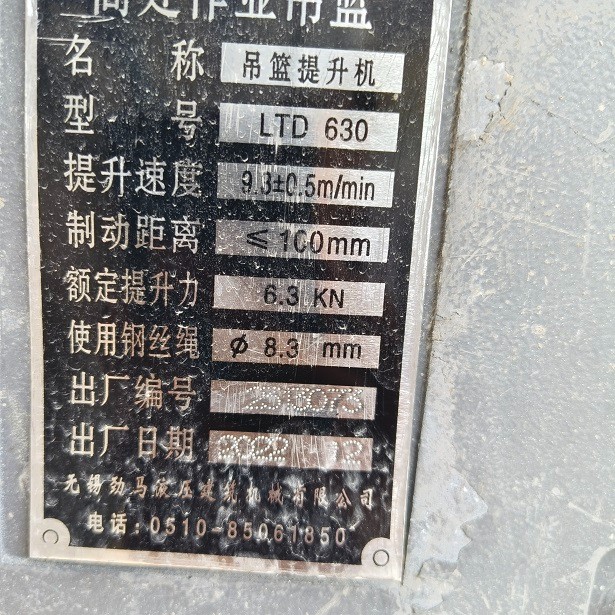 高处作业吊篮
名 称 吊篮提升机
型 号 LTD 630
提升速度 9.3±0.5m/min
制动距离 ≤ 100mm
额定提升力 6.3 KN
使用钢丝绳 Φ 8.3 mm
出厂编号
出厂日期 2022 12
无锡劲马液压建筑机械有限公司
电话:0510-85061850